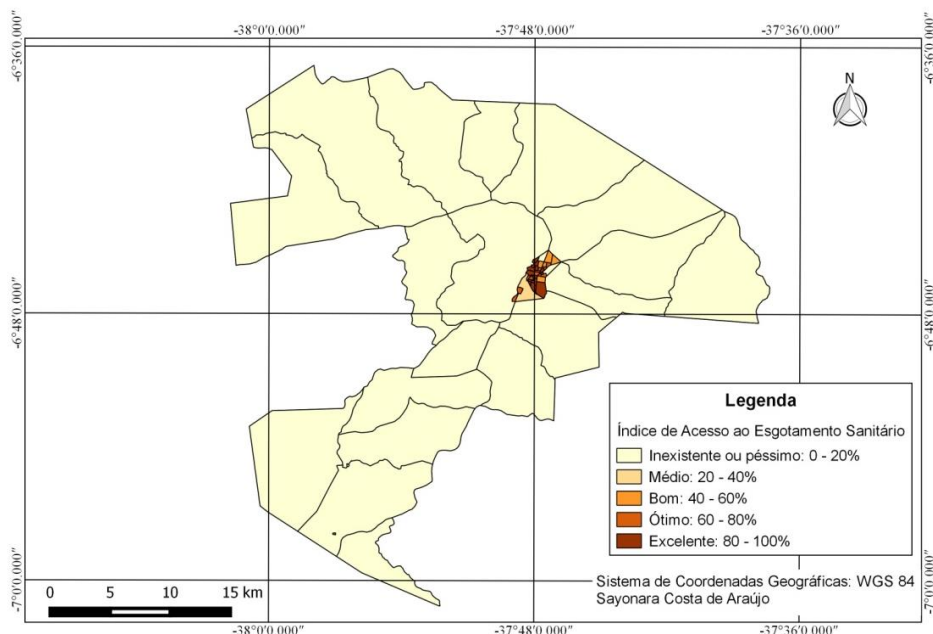 -38°0'0.000"
-37°48'0.000"
-37°36'0.000"
-6°36'0.000"
-6°36'0.000"
N
-6°48'0.000"
-6°48'0.000"
Legenda
Índice de Acesso ao Esgotamento Sanitário
Inexistente ou péssimo: 0 - 20%
Médio: 20 - 40%
Bom: 40 - 60%
Ótimo: 60 - 80%
Excelente: 80 - 100%
-7°0'0.000"
-7°0'0.000"
Sistema de Coordenadas Geográficas: WGS 84
Sayonara Costa de Araújo
0 5 10 15 km
-38°0'0.000"
-37°48'0.000"
-37°36'0.000"